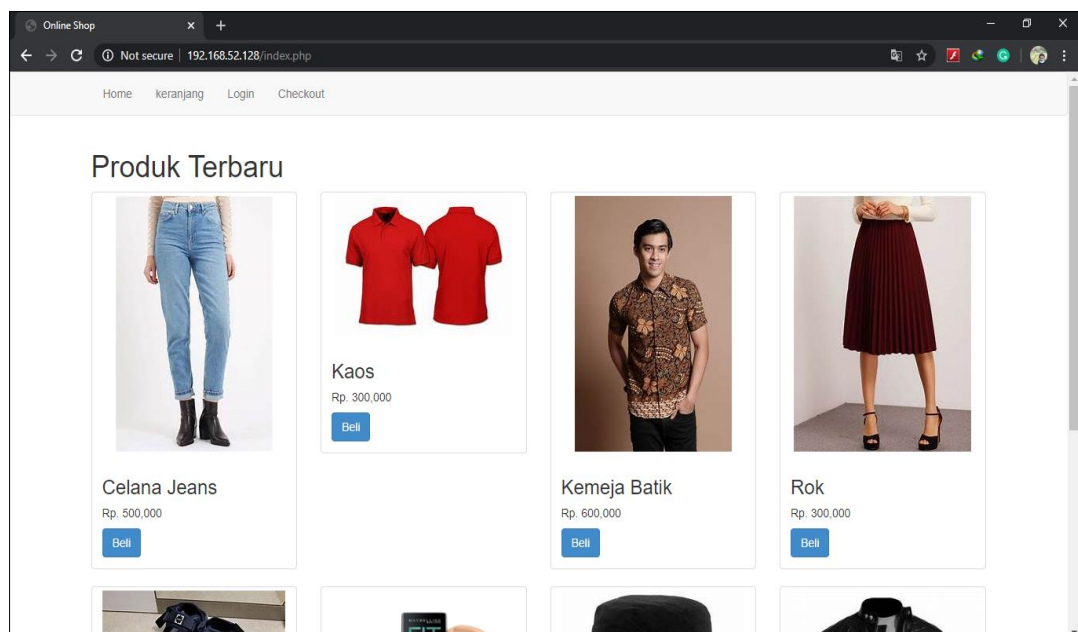 Online Shop
Not secure | 192.168.52.128/index.php
Home keranjang Login Checkout
Produk Terbaru
Celana Jeans
Rp. 500,000
Beli
Kaos
Rp. 300,000
Beli
Kemeja Batik
Rp. 600,000
Beli
Rok
Rp. 300,000
Beli
FIT